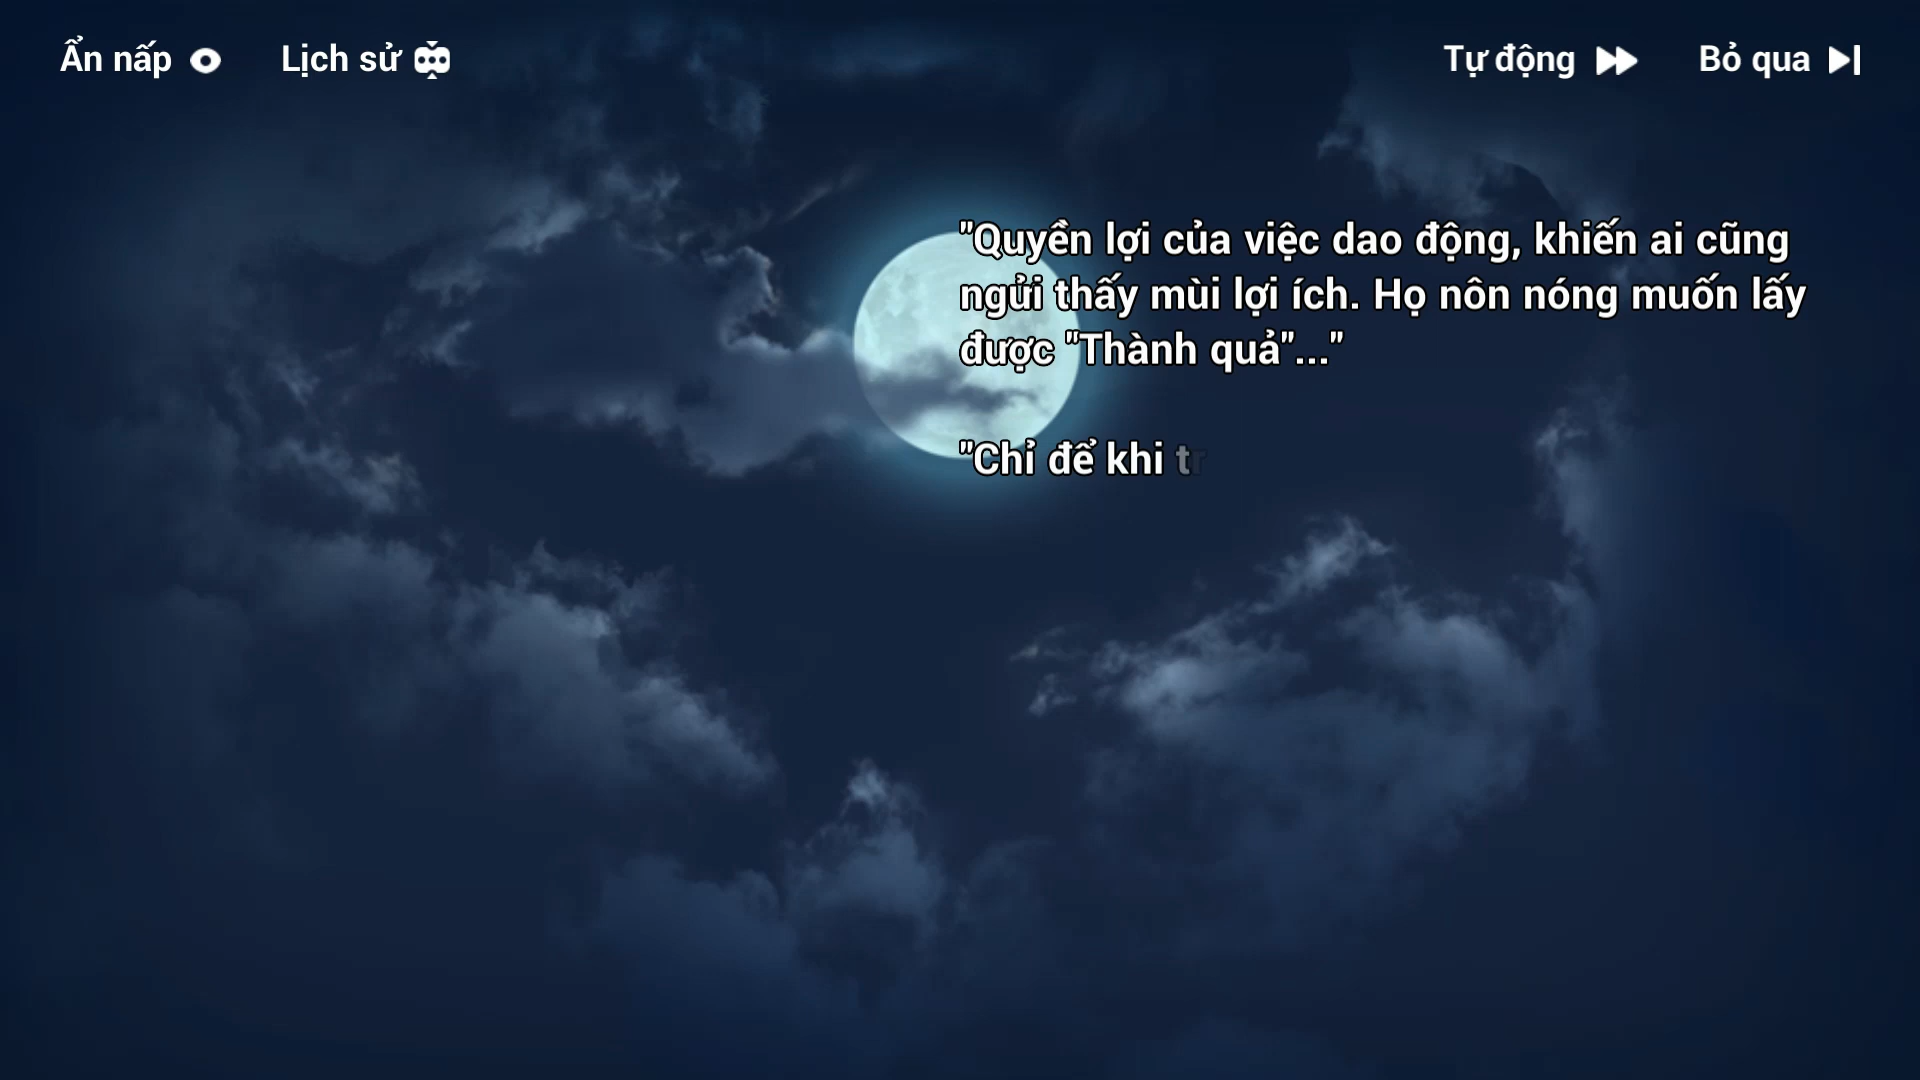 Ẩn nấp
Lịch sử
Tự động
Bỏ qua
"Quyền lợi của việc dao động, khiến ai cũng
ngửi thấy mùi lợi ích. Họ nôn nóng muốn lấy
được "Thành quả"..."
"Chỉ để khi tr